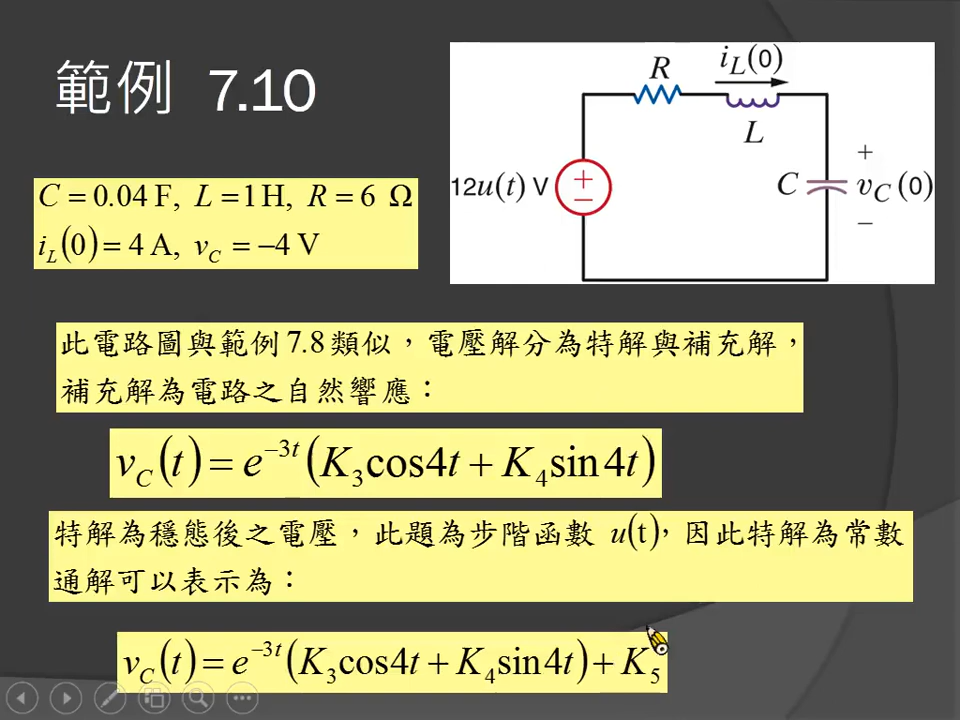 範例 7.10
C = 0.04 F, L = 1 H, R = 6 Ω
i_L(0) = 4 A, v_C = −4 V
R
i_L(0)
L
12u(t) V
+
−
C
+
v_C(0)
−
此電路圖與範例 7.8 類似，電壓解分為特解與補充解，
補充解為電路之自然響應：
v_C(t) = e^{−3t}(K_3cos4t + K_4sin4t)
特解為穩態後之電壓，此題為步階函數 u(t)，因此特解為常數
通解可以表示為：
v_C(t) = e^{−3t}(K_3cos4t + K_4sin4t) + K_5